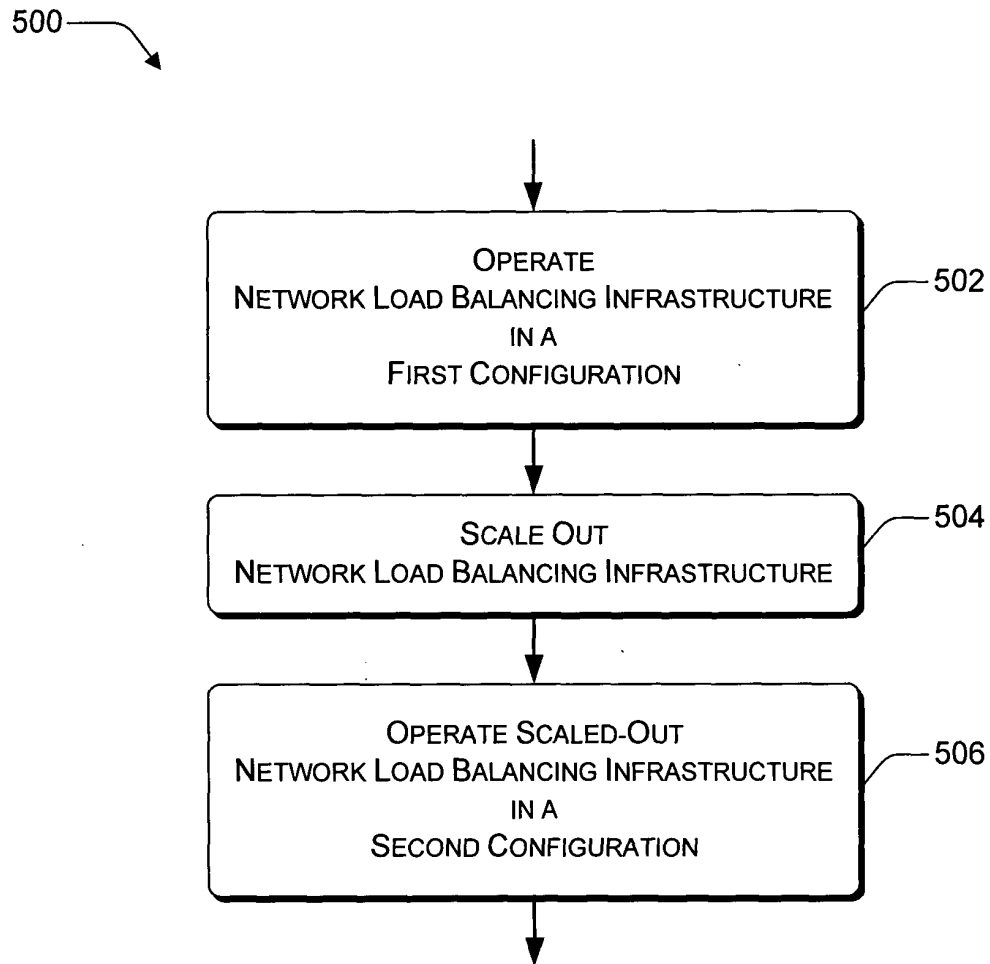 500
OPERATE
NETWORK LOAD BALANCING INFRASTRUCTURE
IN A
FIRST CONFIGURATION
502
SCALE OUT
NETWORK LOAD BALANCING INFRASTRUCTURE
504
OPERATE SCALED-OUT
NETWORK LOAD BALANCING INFRASTRUCTURE
IN A
SECOND CONFIGURATION
506